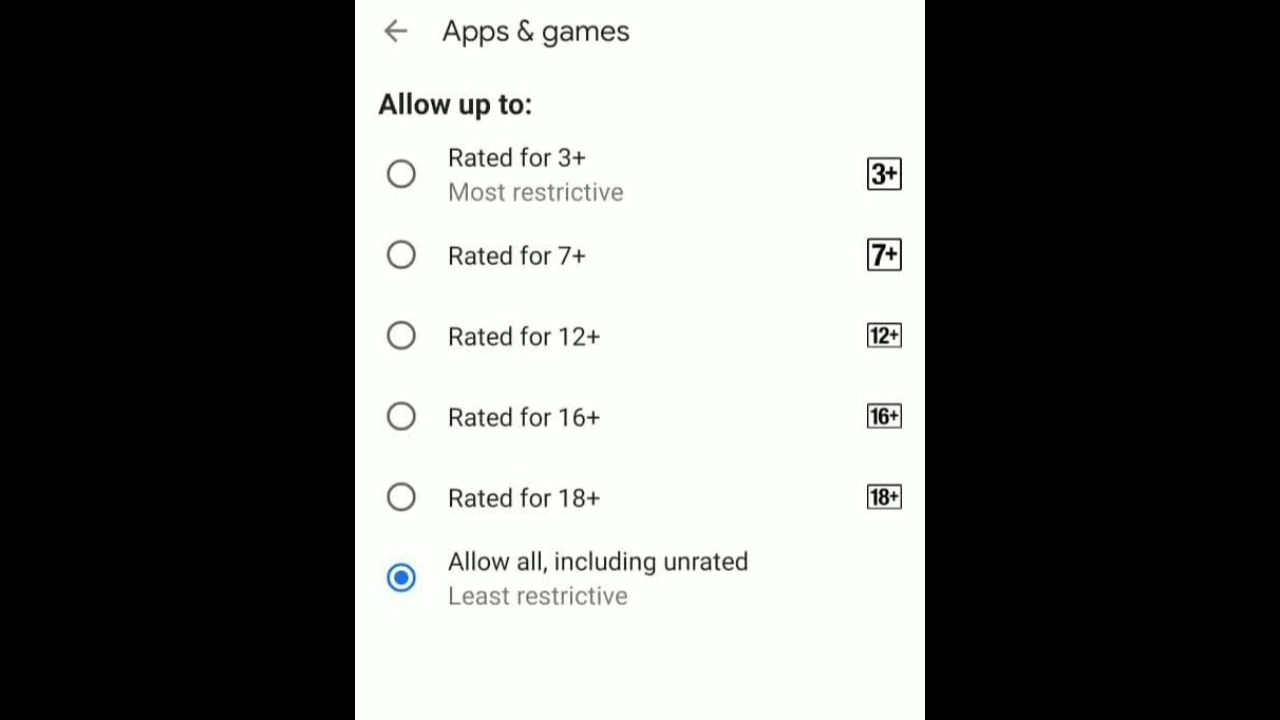 Apps & games
Allow up to:
Rated for 3+
3+
Most restrictive
Rated for 7+
7+
Rated for 12+
12+
Rated for 16+
16+
Rated for 18+
18+
Allow all, including unrated
Least restrictive